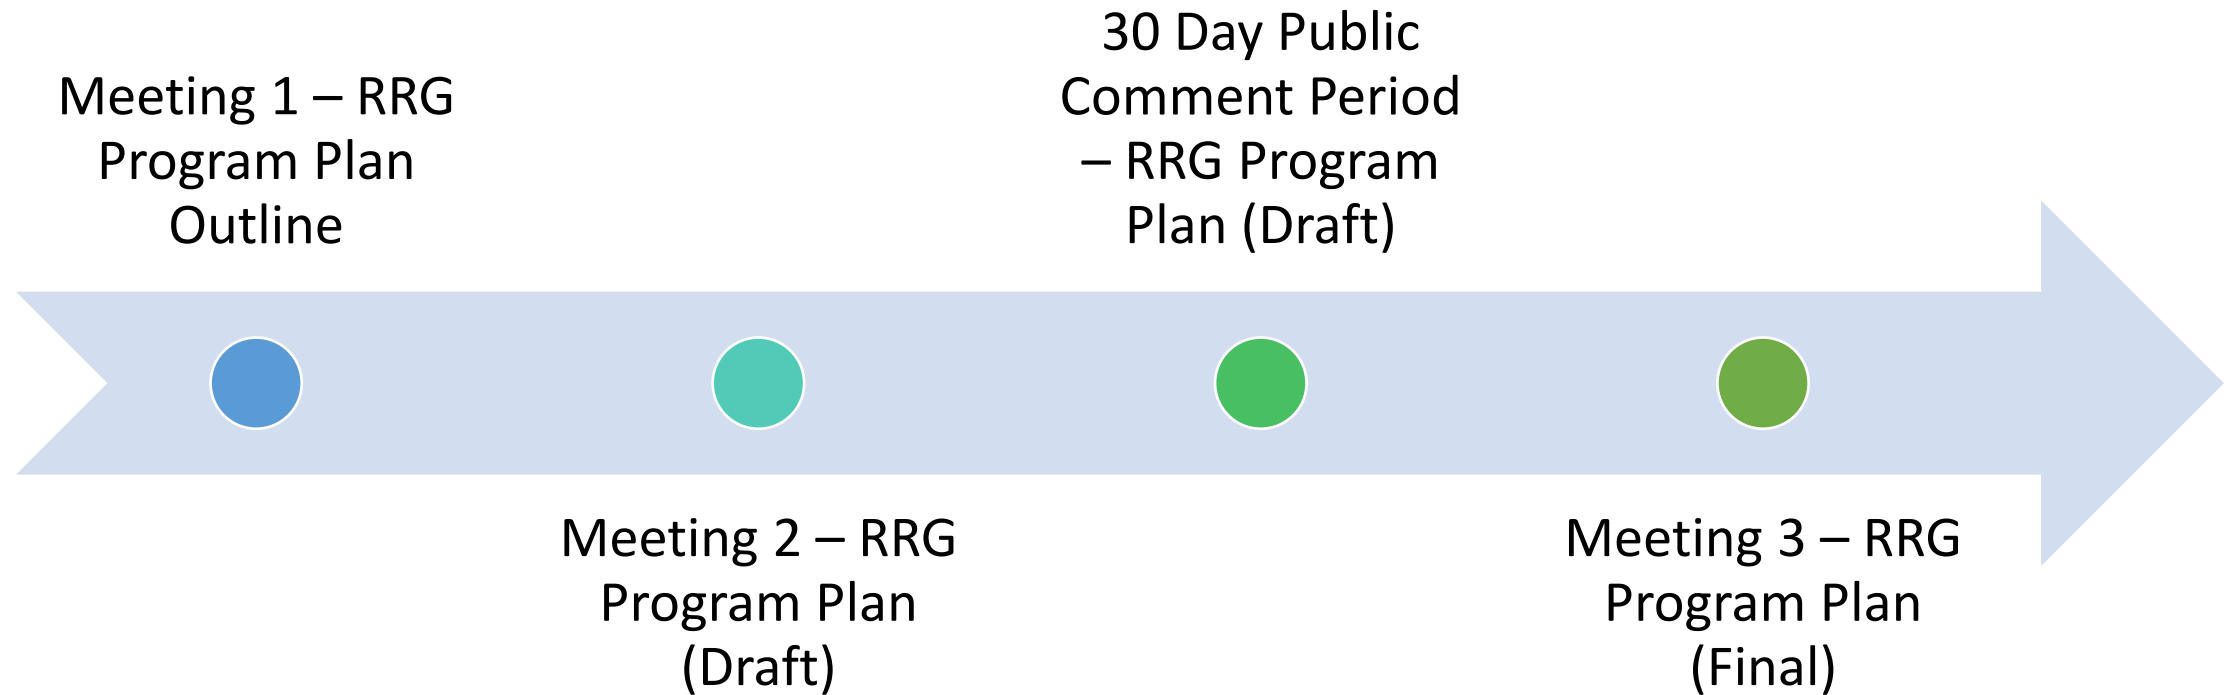 Meeting 1 – RRG
Program Plan
Outline
Meeting 2 – RRG
Program Plan
(Draft)
30 Day Public
Comment Period
– RRG Program
Plan (Draft)
Meeting 3 – RRG
Program Plan
(Final)